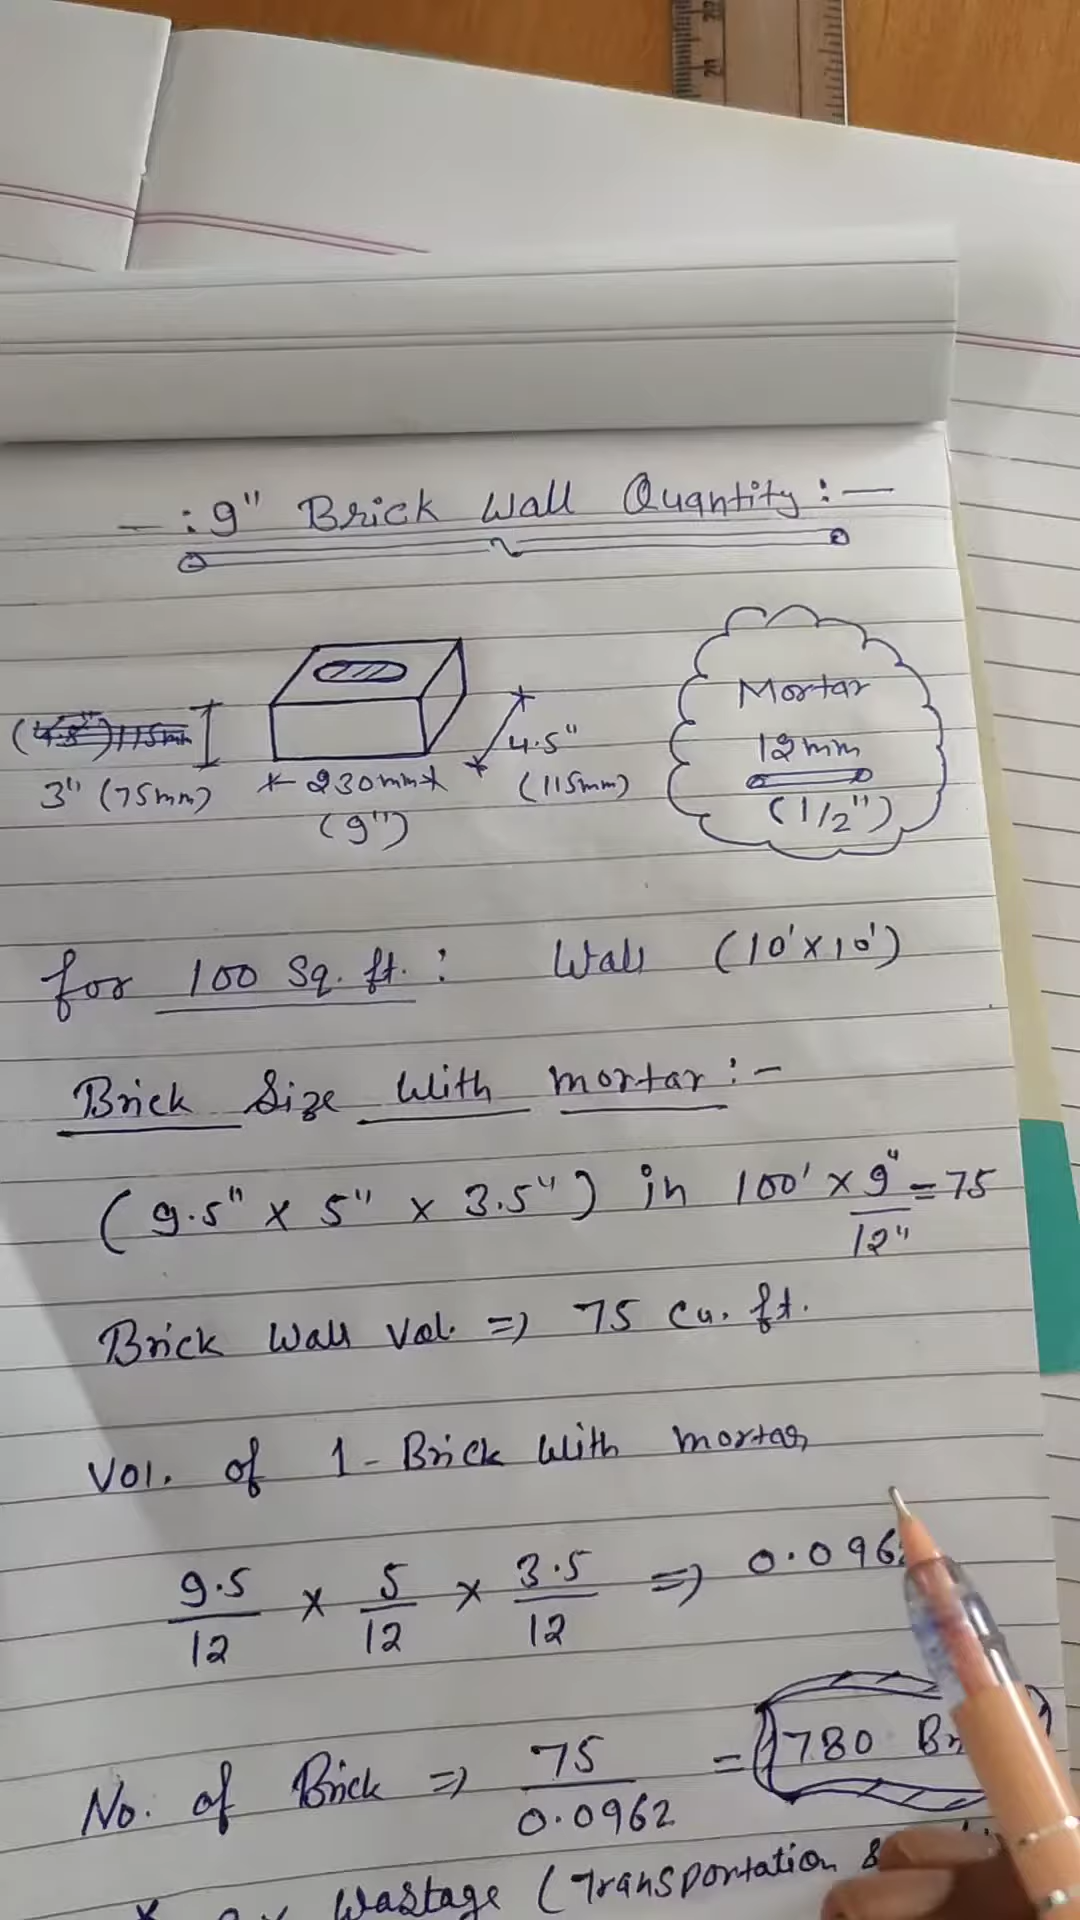 — : 9" Brick Wall Quantity : —
Mortar
12mm
(1/2")
3" (75mm)
230mm
(9")
4.5"
(115mm)
for 100 Sq. ft. : Wall (10'x10')
Brick Size With mortar :-
(9.5" x 5" x 3.5") in 100' x 9"/12" = 75
Brick Wall Vol. => 75 Cu. ft.
Vol. of 1-Brick With mortar
9.5/12 x 5/12 x 3.5/12 => 0.096
No. of Brick => 75/0.0962 = 780
Wastage (Transportation &